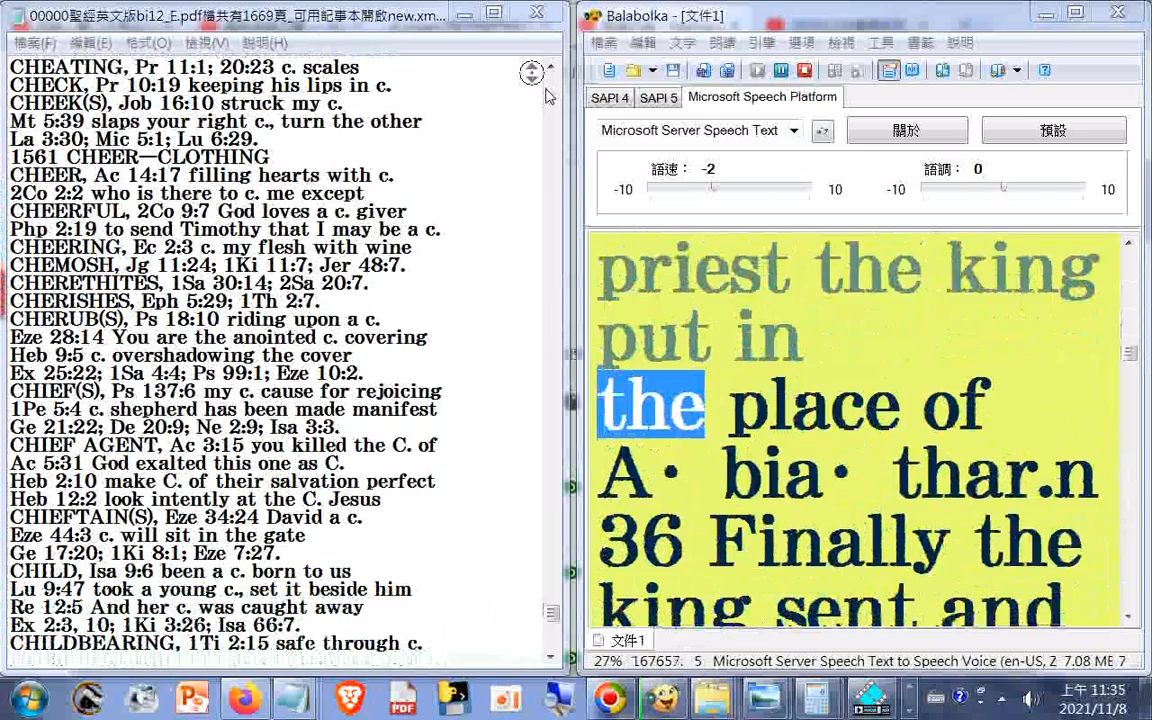 00000聖經英文版bi12_E.pdf檔共有1669頁_可用記事本開啟new.xm...
檔案(F) 編輯(E) 格式(O) 檢視(V) 說明(H)
CHEATING, Pr 11:1; 20:23 c. scales
CHECK, Pr 10:19 keeping his lips in c.
CHEEK(S), Job 16:10 struck my c.
Mt 5:39 slaps your right c., turn the other
La 3:30; Mic 5:1; Lu 6:29.
1561 CHEER—CLOTHING
CHEER, Ac 14:17 filling hearts with c.
2Co 2:2 who is there to c. me except
CHEERFUL, 2Co 9:7 God loves a c. giver
Php 2:19 to send Timothy that I may be a c.
CHEERING, Ec 2:3 c. my flesh with wine
CHEMOSH, Jg 11:24; 1Ki 11:7; Jer 48:7.
CHERETHITES, 1Sa 30:14; 2Sa 20:7.
CHERISHES, Eph 5:29; 1Th 2:7.
CHERUB(S), Ps 18:10 riding upon a c.
Eze 28:14 You are the anointed c. covering
Heb 9:5 c. overshadowing the cover
Ex 25:22; 1Sa 4:4; Ps 99:1; Eze 10:2.
CHIEF(S), Ps 137:6 my c. cause for rejoicing
1Pe 5:4 c. shepherd has been made manifest
Ge 21:22; De 20:9; Ne 2:9; Isa 3:3.
CHIEF AGENT, Ac 3:15 you killed the C. of
Ac 5:31 God exalted this one as C.
Heb 2:10 make C. of their salvation perfect
Heb 12:2 look intently at the C. Jesus
CHIEFTAIN(S), Eze 34:24 David a c.
Eze 44:3 c. will sit in the gate
Ge 17:20; 1Ki 8:1; Eze 7:27.
CHILD, Isa 9:6 been a c. born to us
Lu 9:47 took a young c., set it beside him
Re 12:5 And her c. was caught away
Ex 2:3, 10; 1Ki 3:26; Isa 66:7.
CHILDBEARING, 1Ti 2:15 safe through c.
Balabolka - [文件1]
檔案 編輯 文字 朗讀 引擎 選項 檢視 工具 書籤 說明
SAPI 4 SAPI 5 Microsoft Speech Platform
Microsoft Server Speech Text 關於 預設
語速： -2 語調： 0
-10 10 -10 10
priest the king
put in
the place of
A· bia· thar.n
36 Finally the
king sent and
文件1
27% 167657. 5 Microsoft Server Speech Text to Speech Voice (en-US, 2 7.08 ME 7
上午 11:35
2021/11/8